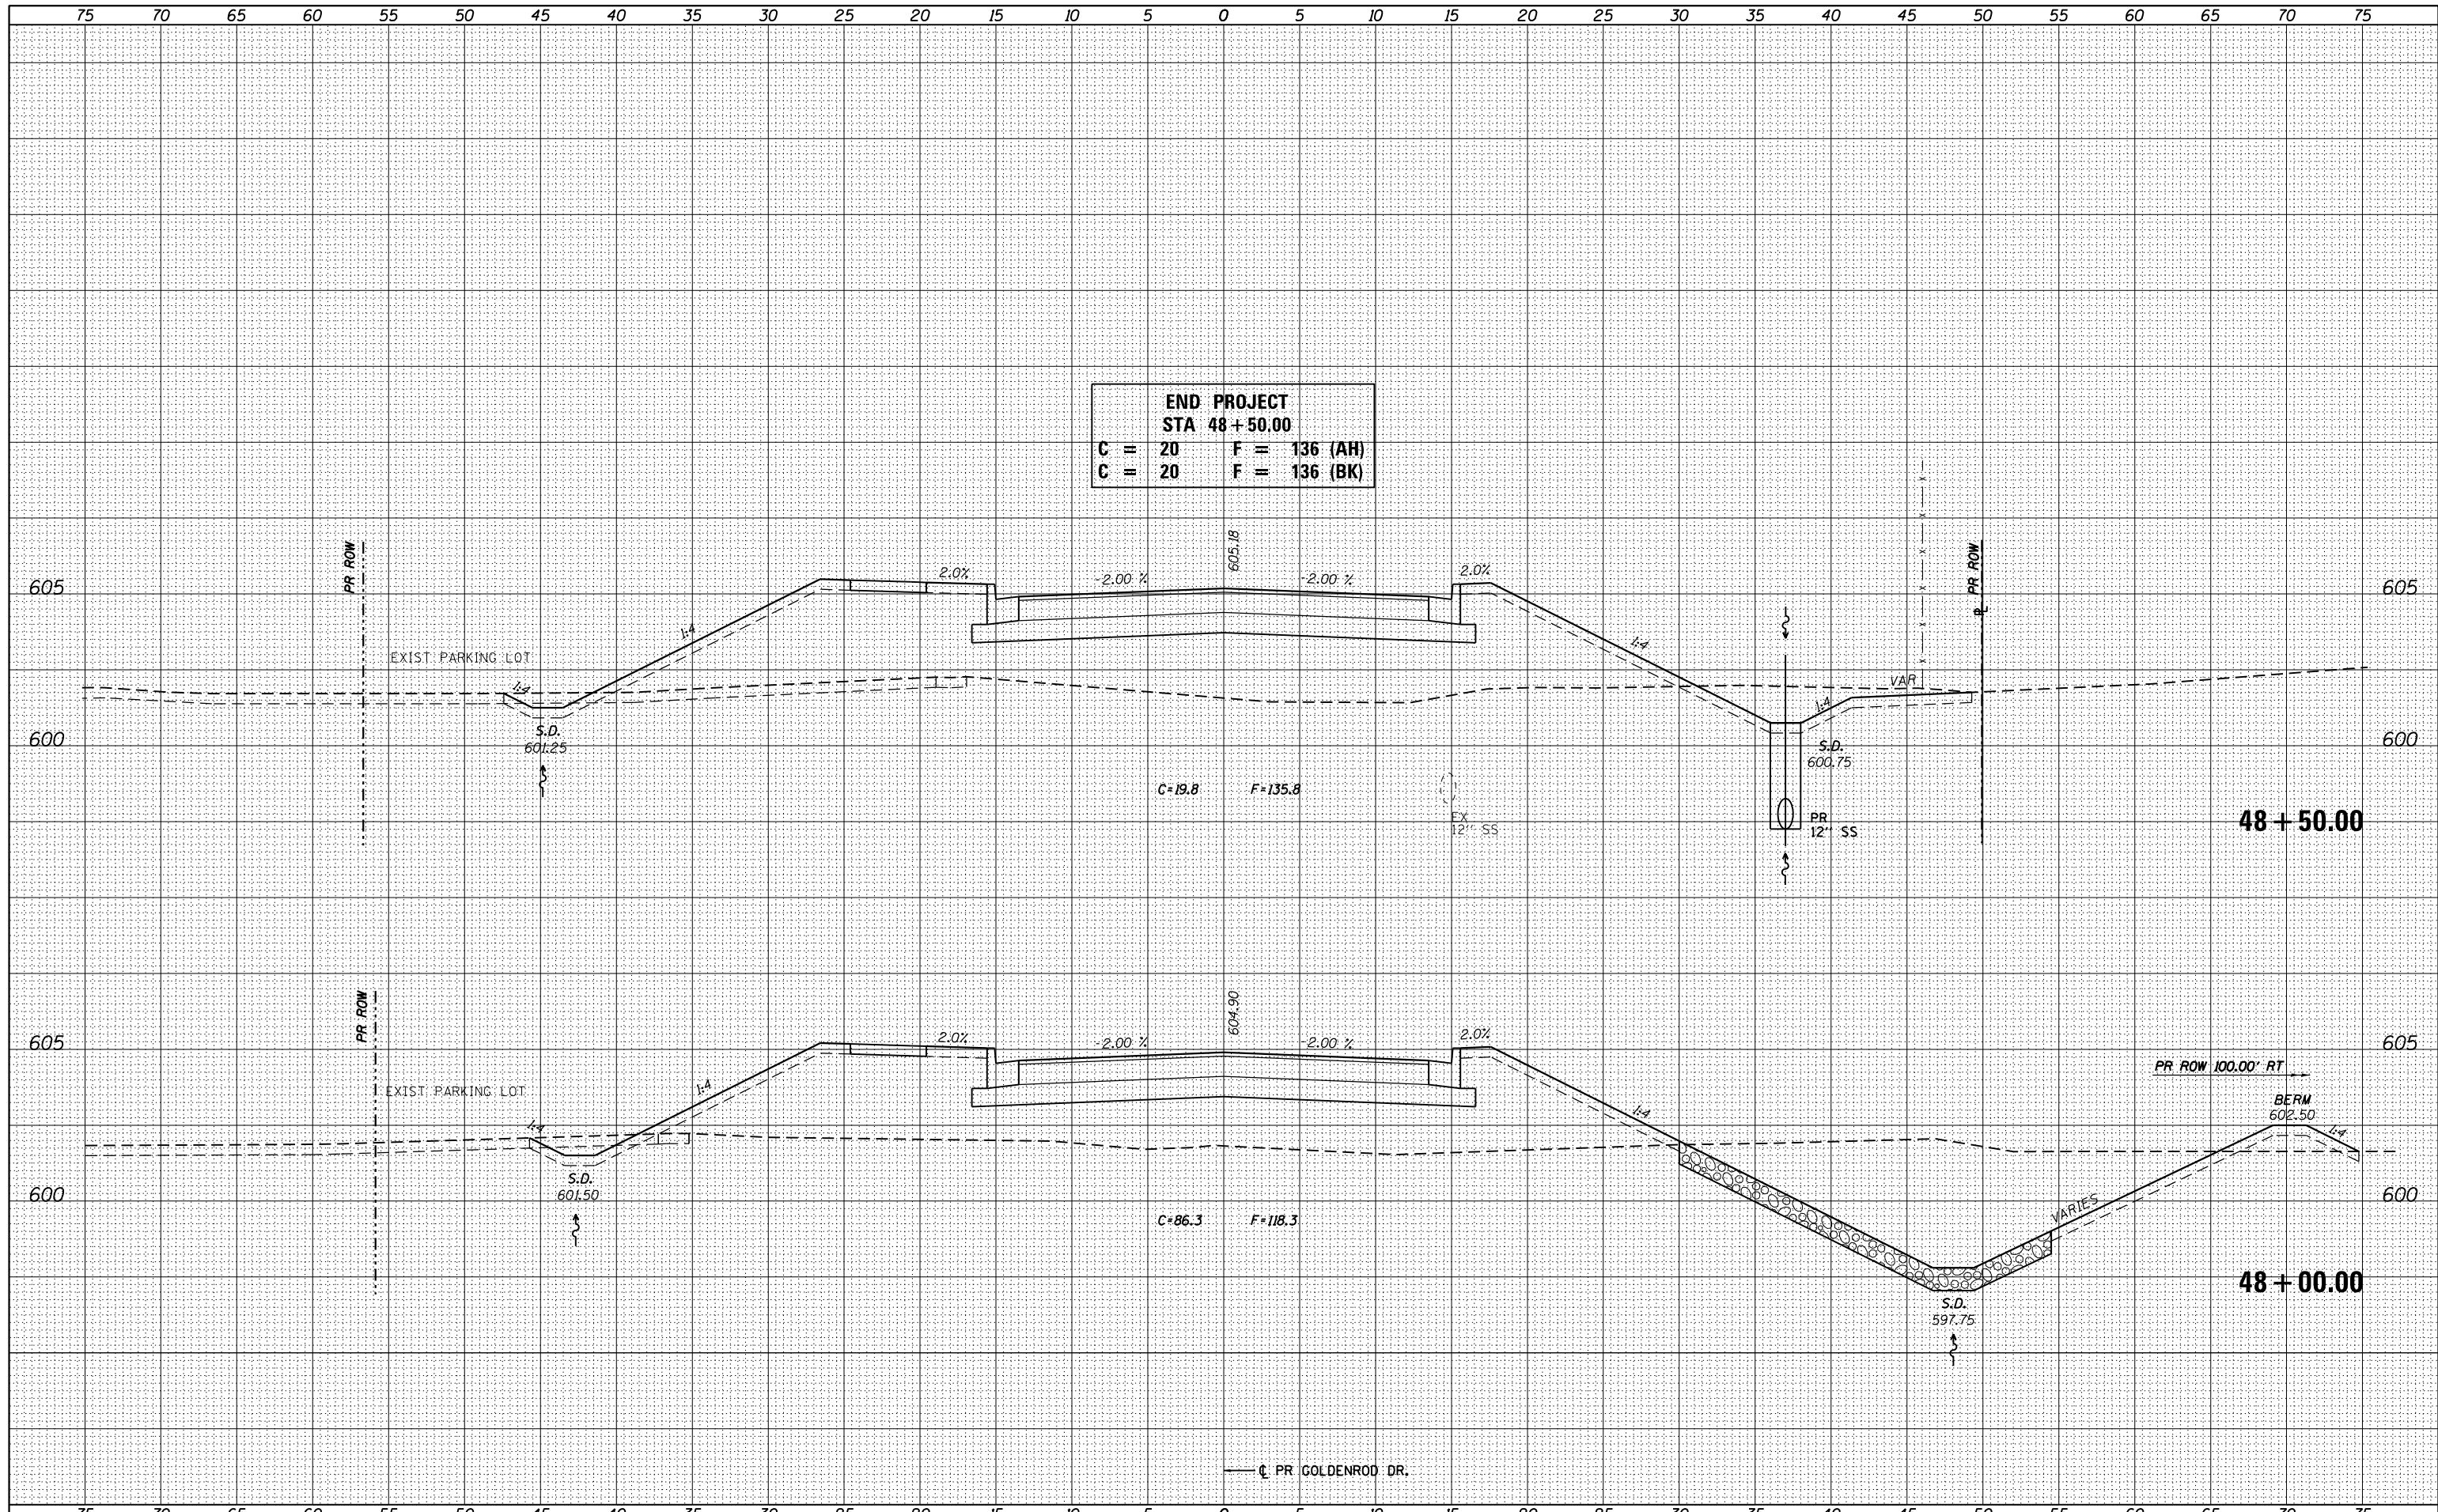 75 70 65 60 55 50 45 40 35 30 25 20 15 10 5 0 5 10 15 20 25 30 35 40 45 50 55 60 65 70 75
END PROJECT
STA 48+50.00
C = 20 F = 136 (AH)
C = 20 F = 136 (BK)
PR ROW
605.18
PR ROW
℄
605
2.0%
-2.00 %
-2.00 %
2.0%
605
1:4
1:4
EXIST PARKING LOT
1:4
VAR
1:4
S.D.
601.25
600
S.D.
600.75
600
C=19.8 F=135.8
EX
12'' SS
PR
12'' SS
48+50.00
PR ROW
604.90
605
2.0%
-2.00 %
-2.00 %
2.0%
605
PR ROW 100.00' RT
EXIST PARKING LOT
1:4
1:4
BERM
602.50
1:4
1:4
S.D.
601.50
600
VARIES
600
C=86.3 F=118.3
48+00.00
S.D.
597.75
℄ PR GOLDENROD DR.
75 70 65 60 55 50 45 40 35 30 25 20 15 10 5 0 5 10 15 20 25 30 35 40 45 50 55 60 65 70 75